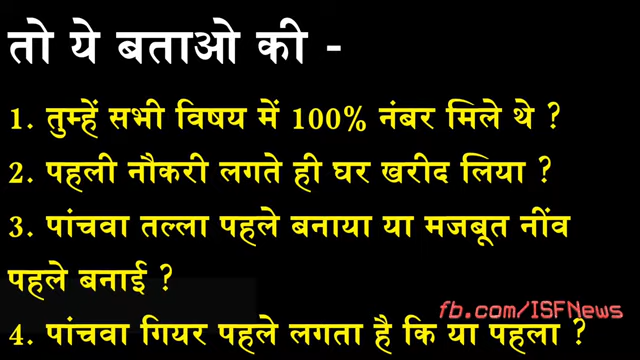 तो ये बताओ की -
1. तुम्हें सभी विषय में 100% नंबर मिले थे ?
2. पहली नौकरी लगते ही घर खरीद लिया ?
3. पांचवा तल्ला पहले बनाया या मजबूत नींव
पहले बनाई ?
fb.com/ISFNews
4. पांचवा गियर पहले लगता है कि या पहला ?